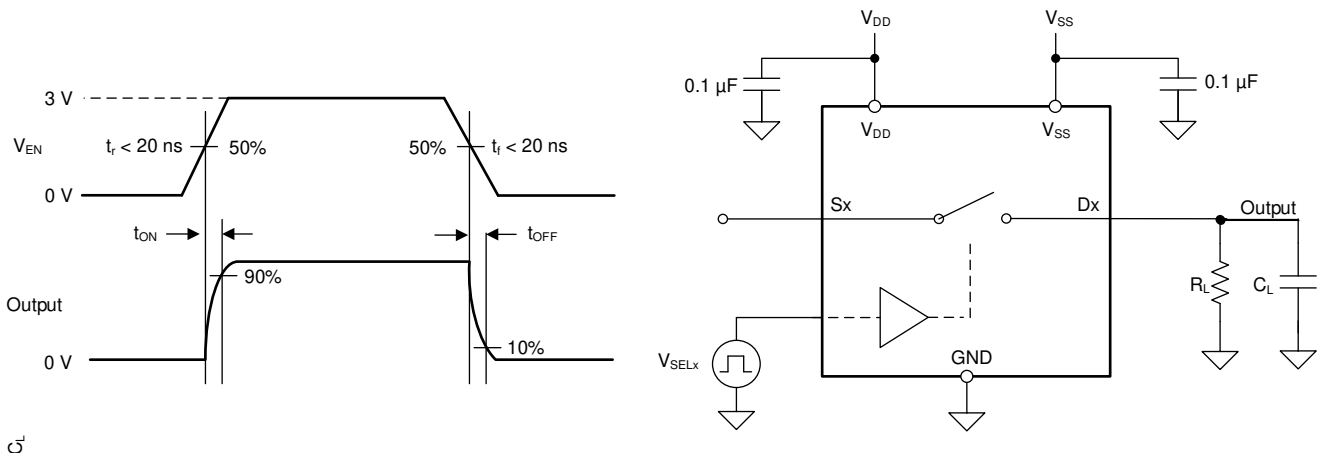 3 V
V_EN
t_r < 20 ns
50%
50%
t_f < 20 ns
0 V
t_ON
t_OFF
90%
Output
10%
0 V
C_L
V_DD
V_SS
0.1 µF
0.1 µF
V_DD
V_SS
Sx
Dx
Output
R_L
C_L
V_SELx
GND